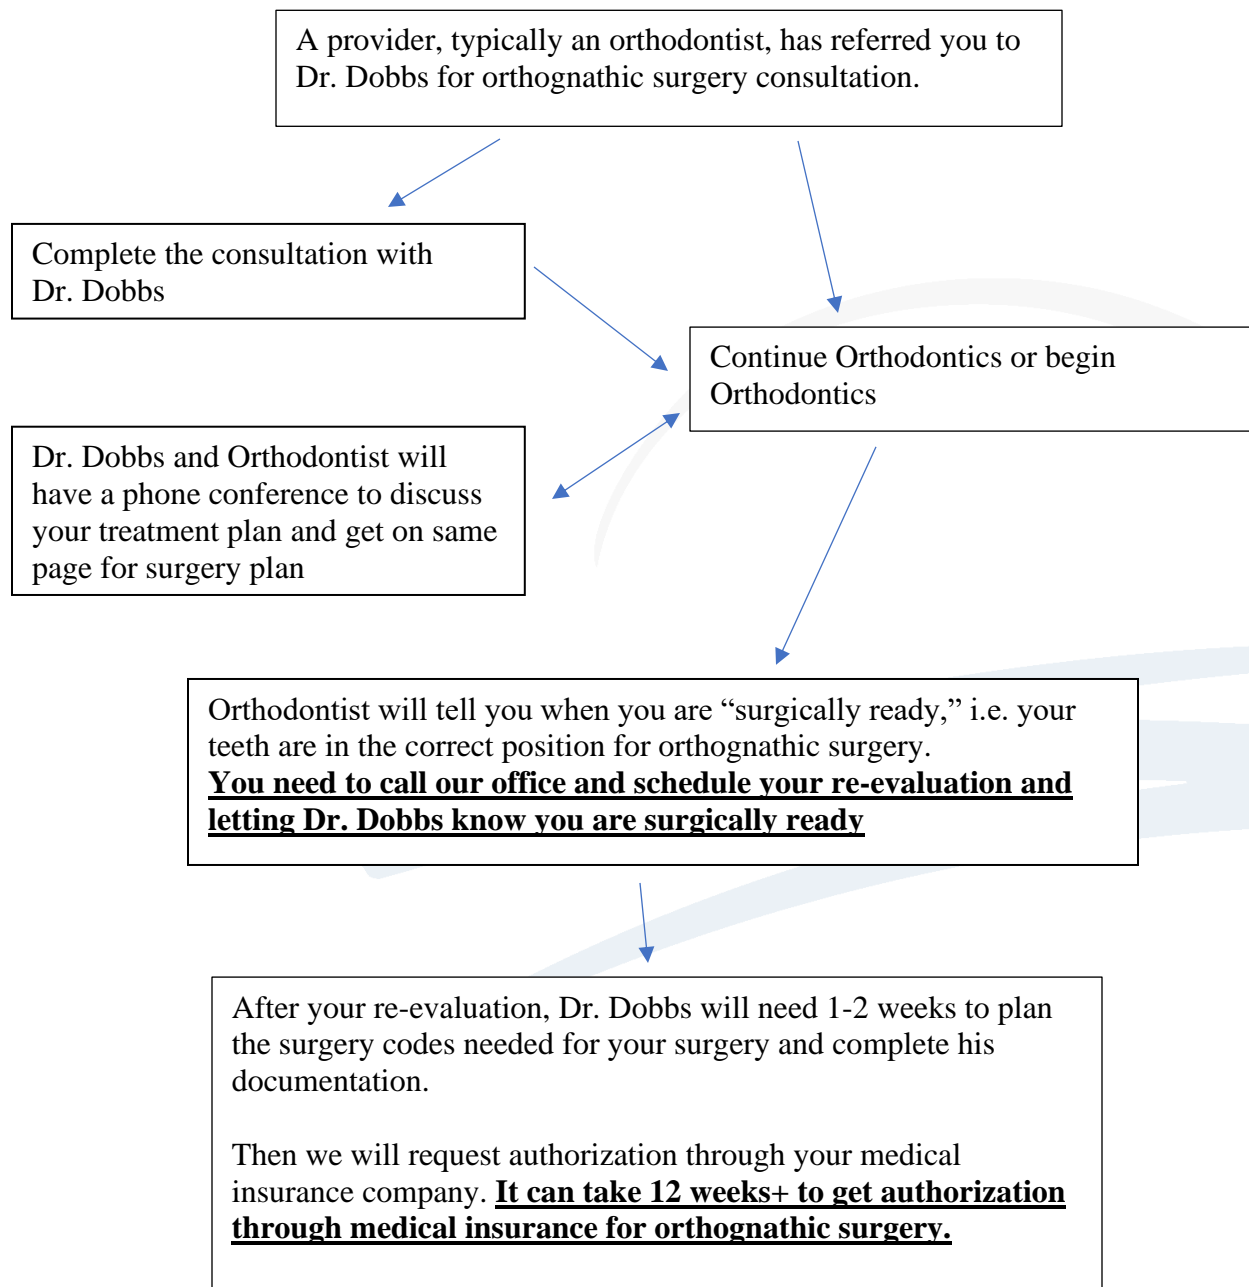 A provider, typically an orthodontist, has referred you to
Dr. Dobbs for orthognathic surgery consultation.
Complete the consultation with
Dr. Dobbs
Continue Orthodontics or begin
Orthodontics
Dr. Dobbs and Orthodontist will
have a phone conference to discuss
your treatment plan and get on same
page for surgery plan
Orthodontist will tell you when you are “surgically ready,” i.e. your
teeth are in the correct position for orthognathic surgery.
You need to call our office and schedule your re-evaluation and
letting Dr. Dobbs know you are surgically ready
After your re-evaluation, Dr. Dobbs will need 1-2 weeks to plan
the surgery codes needed for your surgery and complete his
documentation.
Then we will request authorization through your medical
insurance company. It can take 12 weeks+ to get authorization
through medical insurance for orthognathic surgery.